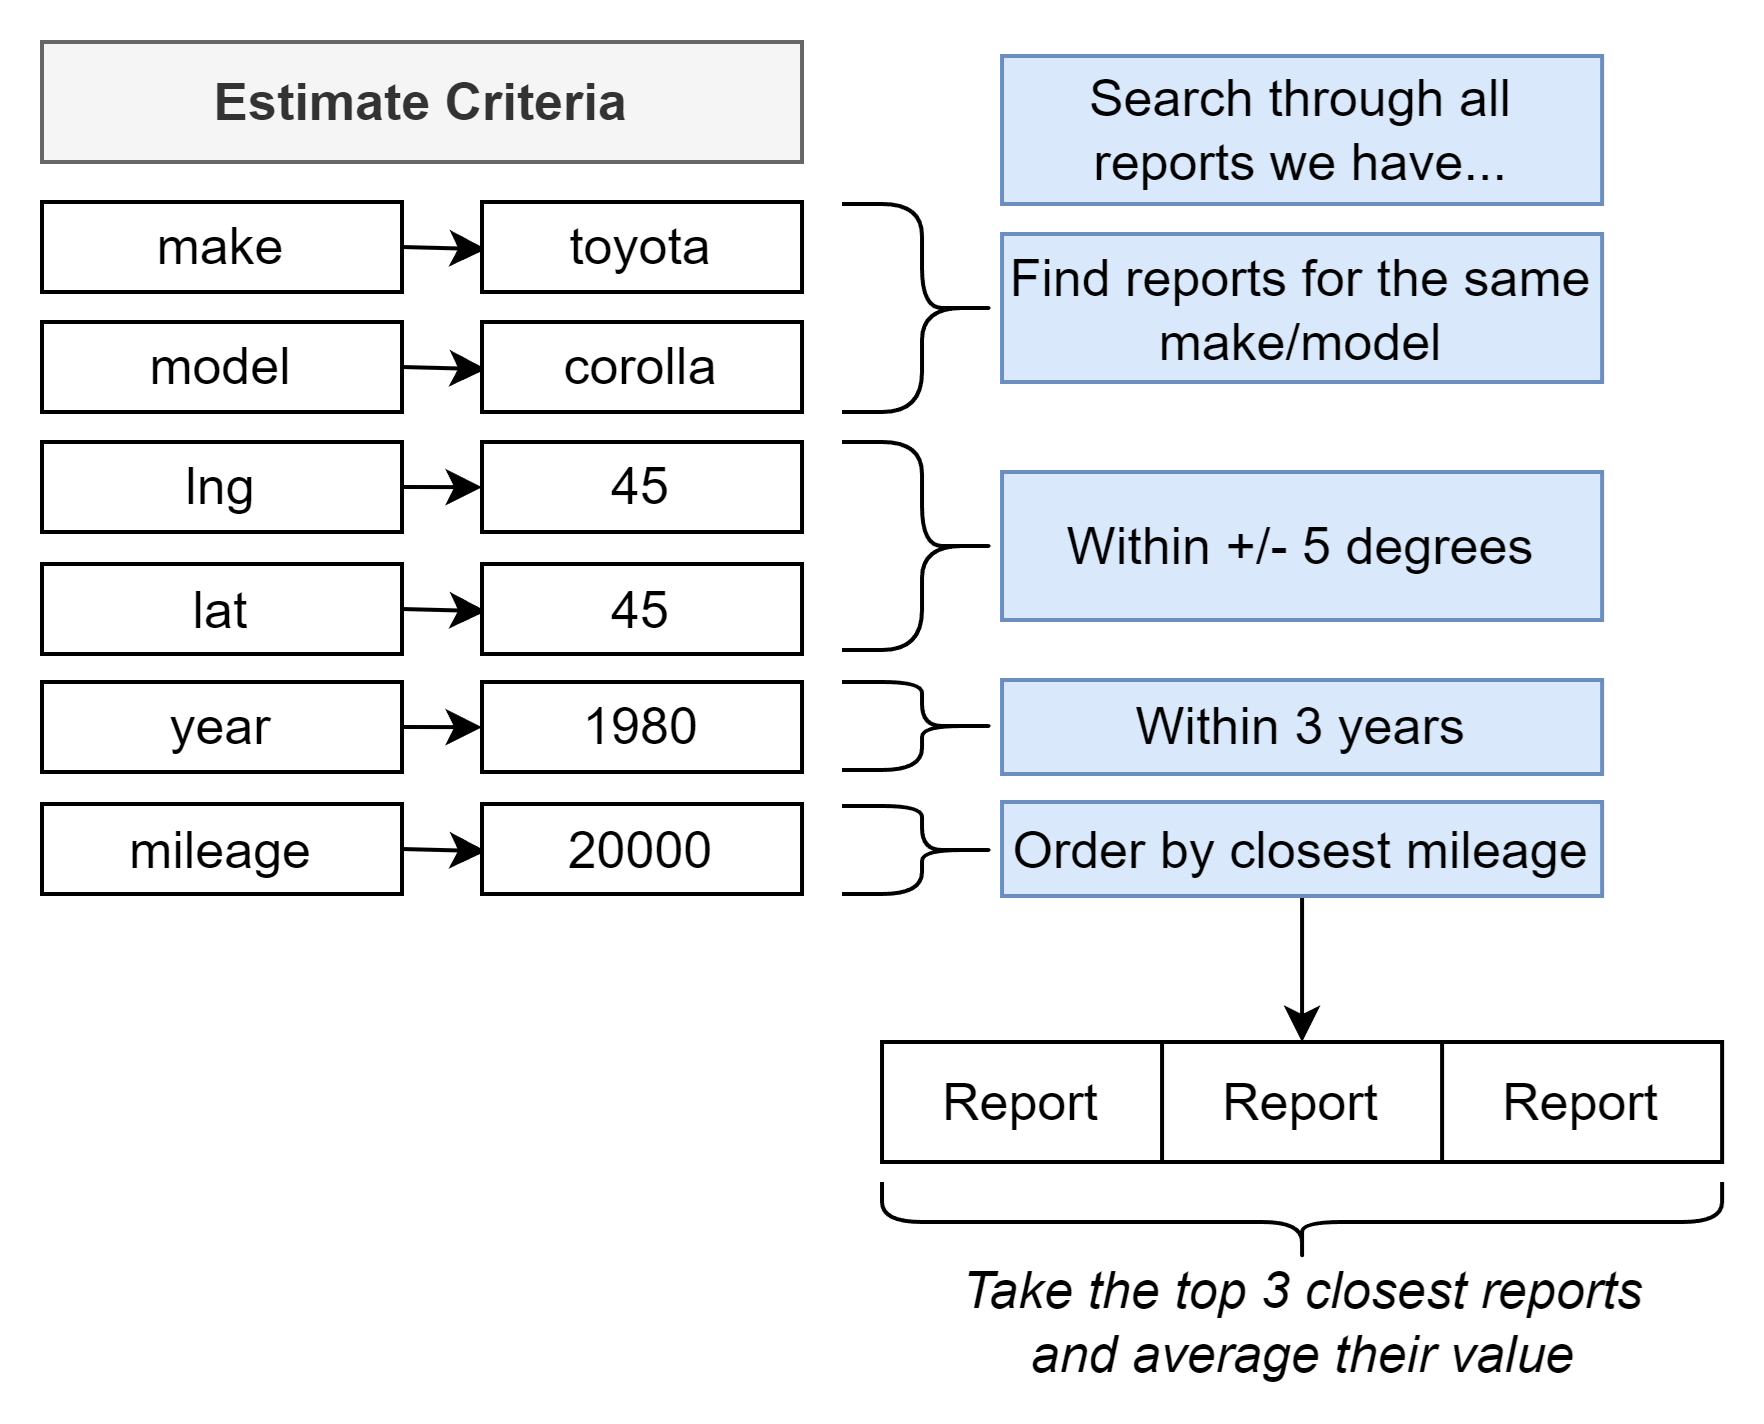 Estimate Criteria
Search through all
reports we have...
make
toyota
Find reports for the same
make/model
model
corolla
lng
45
Within +/- 5 degrees
lat
45
year
1980
Within 3 years
mileage
20000
Order by closest mileage
Report
Report
Report
Take the top 3 closest reports
and average their value